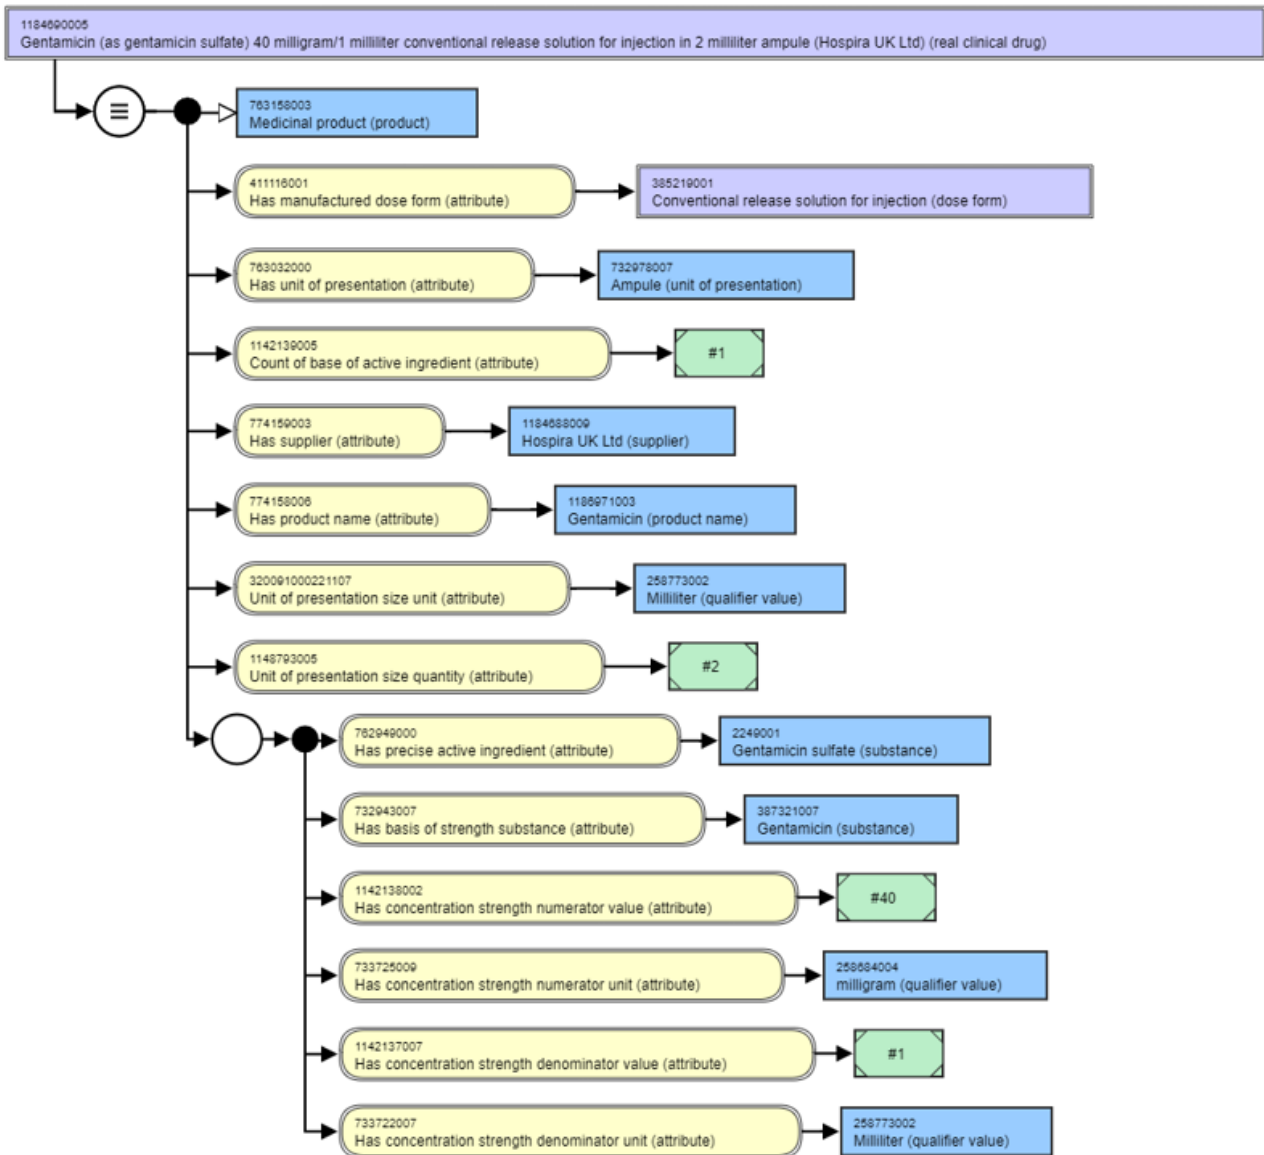 1184690005
Gentamicin (as gentamicin sulfate) 40 milligram/1 milliliter conventional release solution for injection in 2 milliliter ampule (Hospira UK Ltd) (real clinical drug)
763158003
Medicinal product (product)
411116001
Has manufactured dose form (attribute)
385219001
Conventional release solution for injection (dose form)
763032000
Has unit of presentation (attribute)
732978007
Ampule (unit of presentation)
1142139005
Count of base of active ingredient (attribute)
#1
774159003
Has supplier (attribute)
1184688009
Hospira UK Ltd (supplier)
774158006
Has product name (attribute)
1186971003
Gentamicin (product name)
320091000221107
Unit of presentation size unit (attribute)
258773002
Milliliter (qualifier value)
1148793005
Unit of presentation size quantity (attribute)
#2
762949000
Has precise active ingredient (attribute)
2249001
Gentamicin sulfate (substance)
732943007
Has basis of strength substance (attribute)
387321007
Gentamicin (substance)
1142138002
Has concentration strength numerator value (attribute)
#40
733725009
Has concentration strength numerator unit (attribute)
258684004
milligram (qualifier value)
1142137007
Has concentration strength denominator value (attribute)
#1
733722007
Has concentration strength denominator unit (attribute)
258773002
Milliliter (qualifier value)